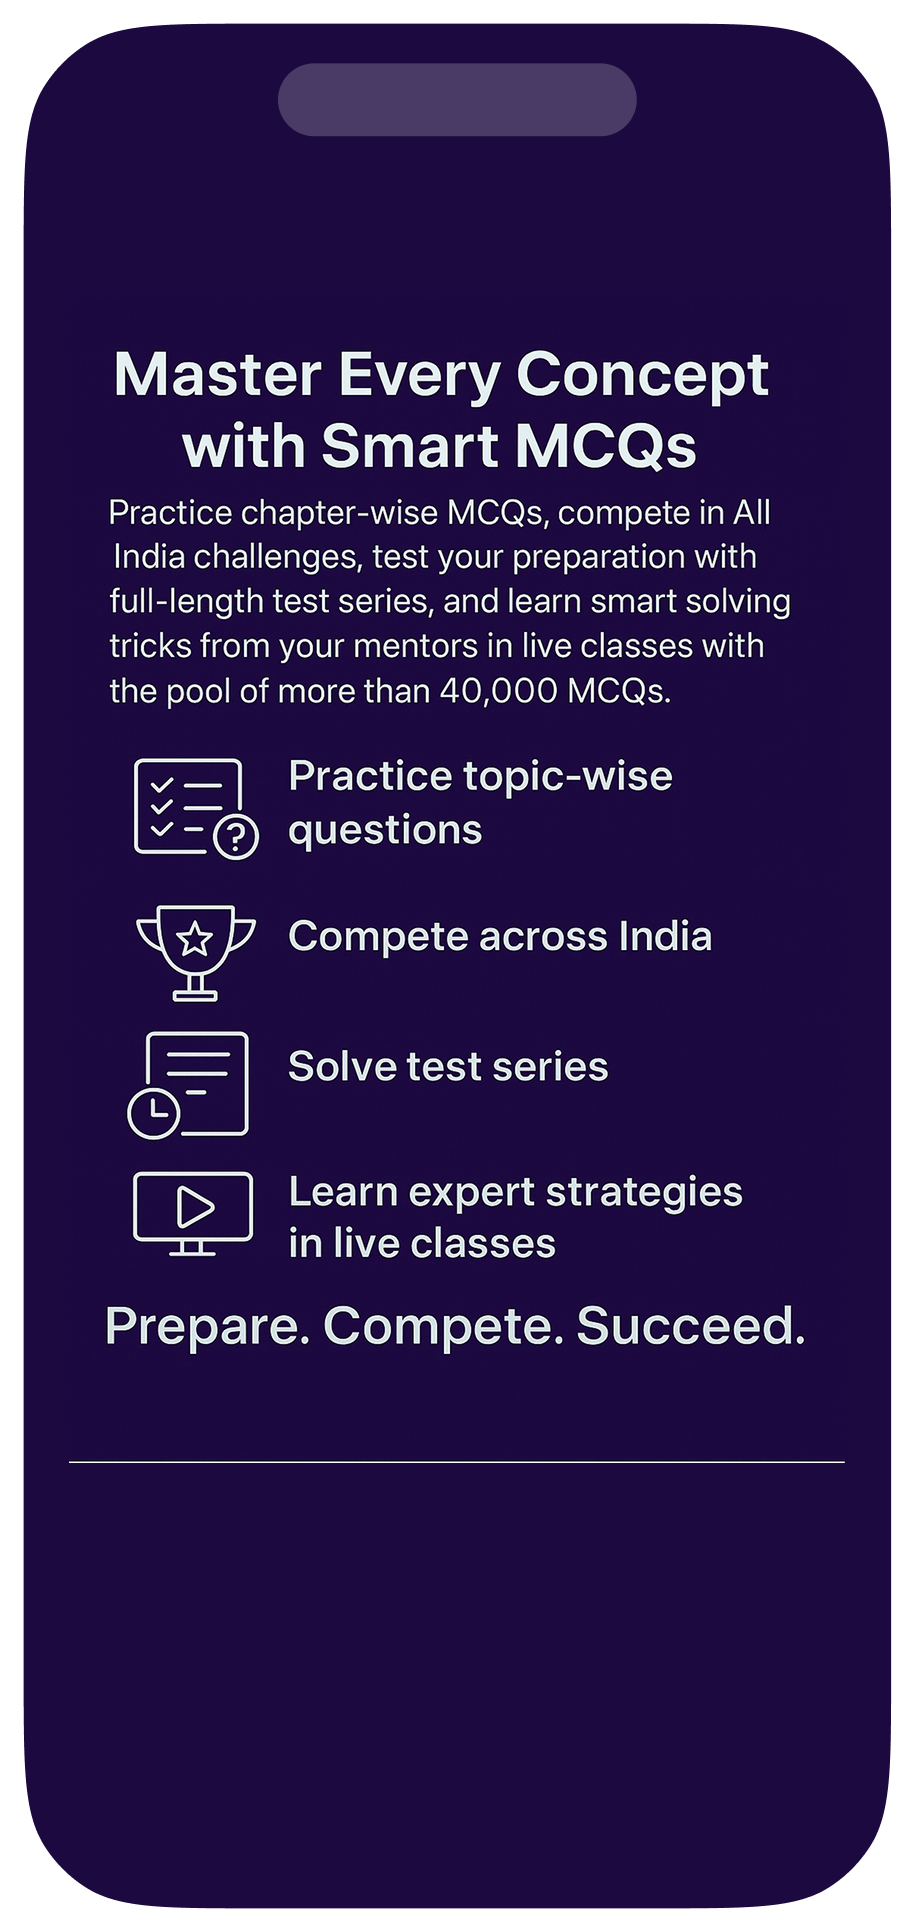 Master Every Concept
with Smart MCQs
Practice chapter-wise MCQs, compete in All
India challenges, test your preparation with
full-length test series, and learn smart solving
tricks from your mentors in live classes with
the pool of more than 40,000 MCQs.
Practice topic-wise
questions
Compete across India
Solve test series
Learn expert strategies
in live classes
Prepare. Compete. Succeed.